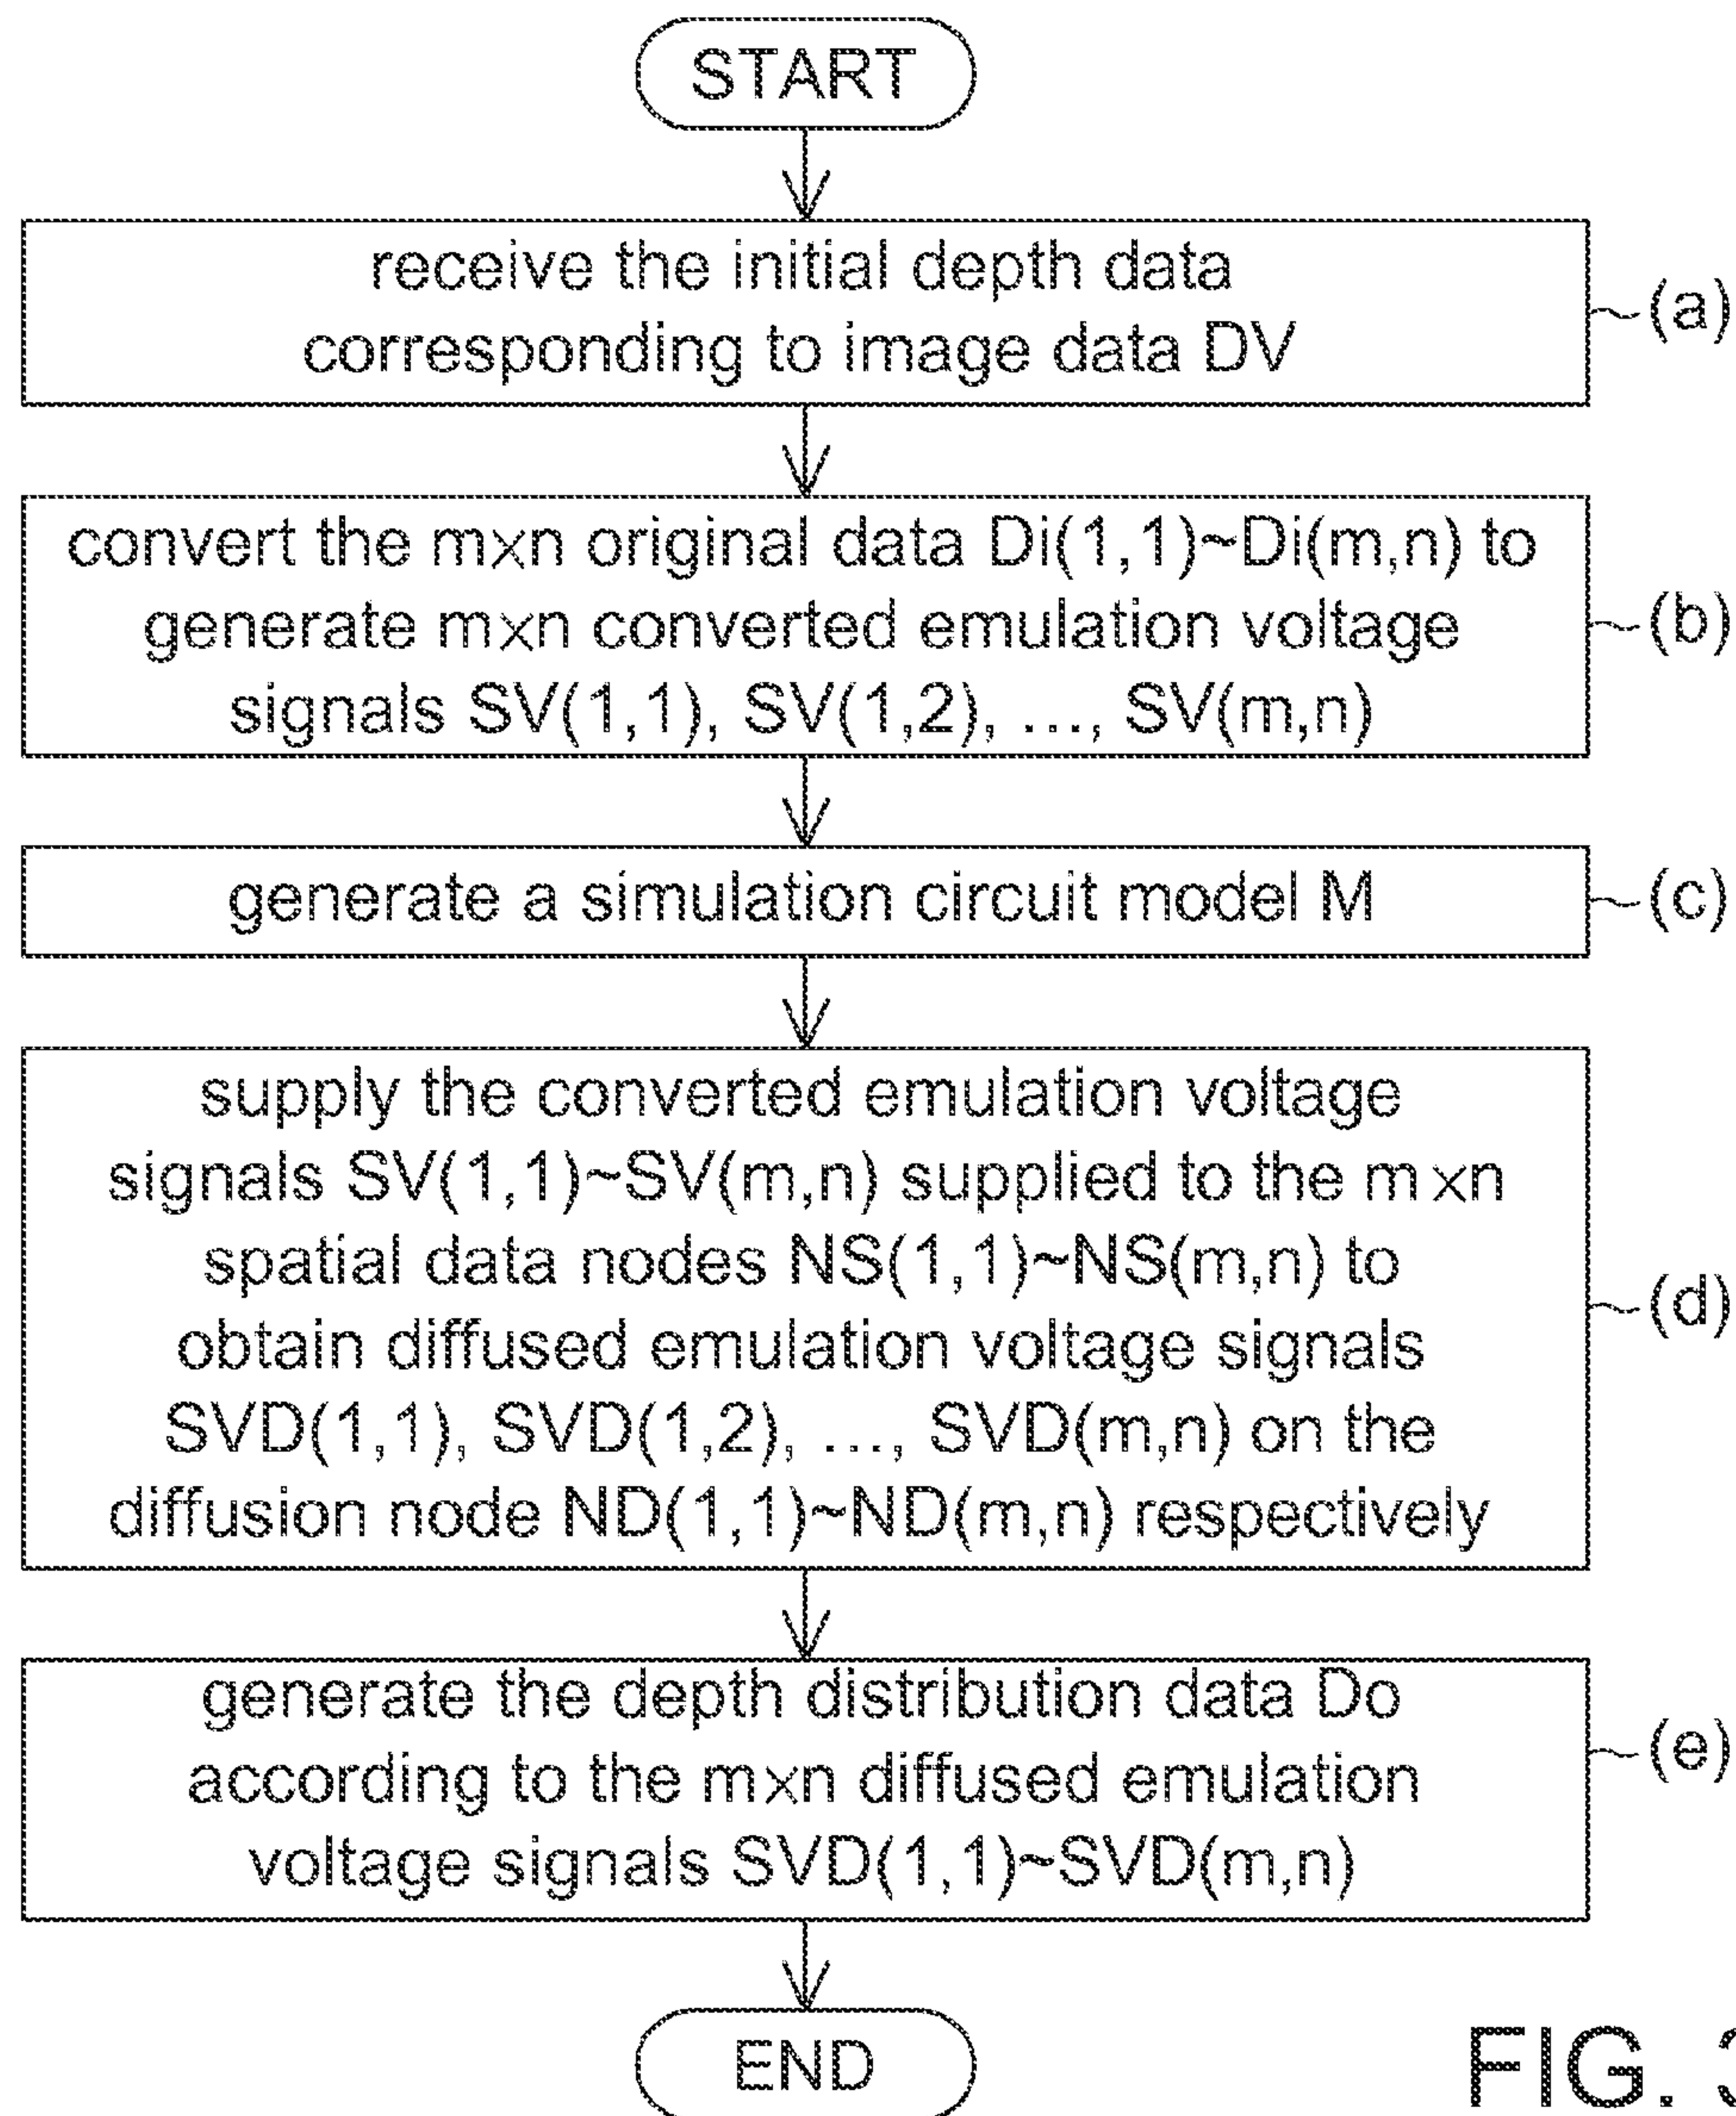 START
receive the initial depth data
corresponding to image data DV
(a)
convert the m×n original data Di(1,1)~Di(m,n) to
generate m×n converted emulation voltage
signals SV(1,1), SV(1,2), ..., SV(m,n)
(b)
generate a simulation circuit model M
(c)
supply the converted emulation voltage
signals SV(1,1)~SV(m,n) supplied to the m×n
spatial data nodes NS(1,1)~NS(m,n) to
obtain diffused emulation voltage signals
SVD(1,1), SVD(1,2), ..., SVD(m,n) on the
diffusion node ND(1,1)~ND(m,n) respectively
(d)
generate the depth distribution data Do
according to the m×n diffused emulation
voltage signals SVD(1,1)~SVD(m,n)
(e)
END
FIG.